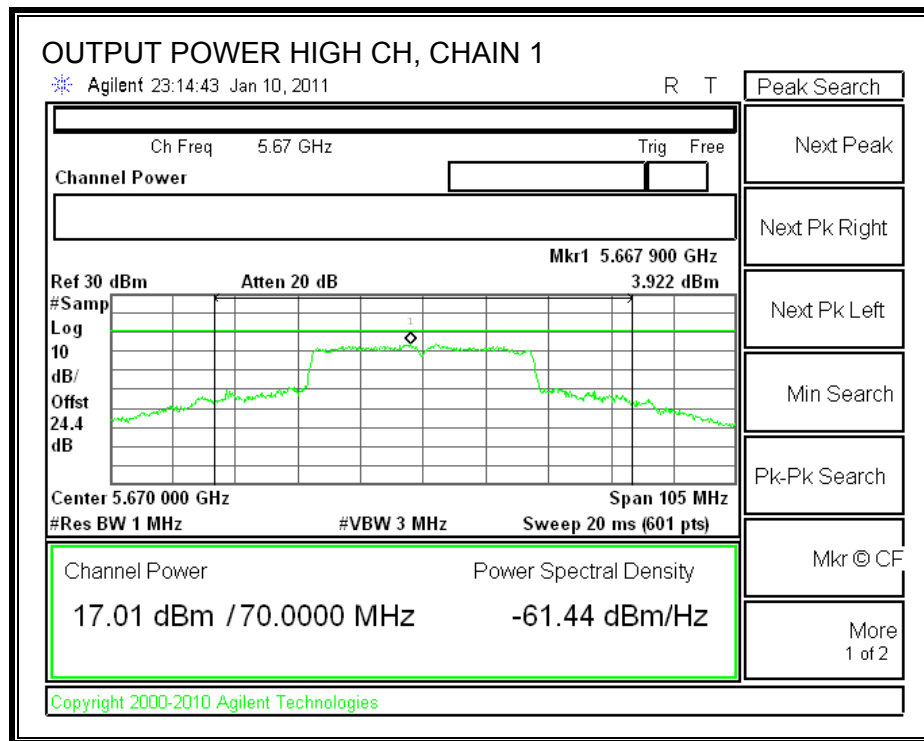 OUTPUT POWER HIGH CH, CHAIN 1
Agilent 23:14:43 Jan 10, 2011 R T
Peak Search
Ch Freq 5.67 GHz Trig Free
Channel Power
Mkr1 5.667 900 GHz
Ref 30 dBm Atten 20 dB 3.922 dBm
#Samp
Log
10
dB/
Offst
24.4
dB
1
Center 5.670 000 GHz Span 105 MHz
#Res BW 1 MHz #VBW 3 MHz Sweep 20 ms (601 pts)
Channel Power Power Spectral Density
17.01 dBm / 70.0000 MHz -61.44 dBm/Hz
Copyright 2000-2010 Agilent Technologies
Next Peak
Next Pk Right
Next Pk Left
Min Search
Pk-Pk Search
Mkr © CF
More
1 of 2